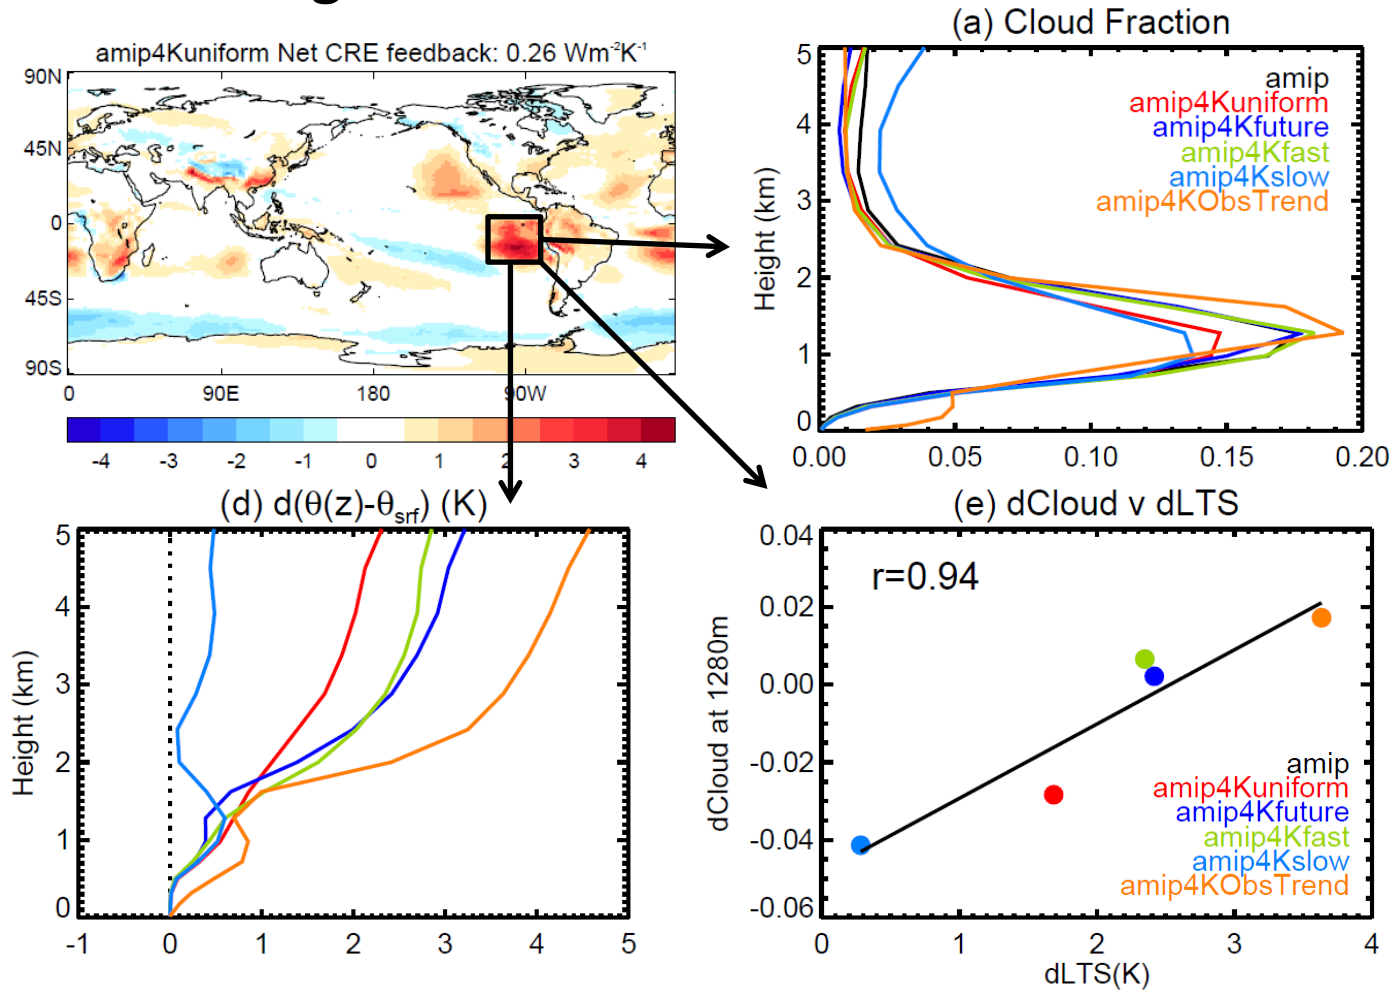 amip4Kuniform Net CRE feedback: 0.26 Wm⁻²K⁻¹
90N
45N
0
45S
90S
0 90E 180 90W
-4 -3 -2 -1 0 1 2 3 4
(a) Cloud Fraction
Height (km)
5
4
3
2
1
0
amip
amip4Kuniform
amip4Kfuture
amip4Kfast
amip4Kslow
amip4KObsTrend
0.00 0.05 0.10 0.15 0.20
(d) d(θ(z)-θsrf) (K)
Height (km)
5
4
3
2
1
0
-1 0 1 2 3 4 5
(e) dCloud v dLTS
r=0.94
dCloud at 1280m
0.04
0.02
0.00
-0.02
-0.04
-0.06
amip
amip4Kuniform
amip4Kfuture
amip4Kfast
amip4Kslow
amip4KObsTrend
0 1 2 3 4
dLTS(K)